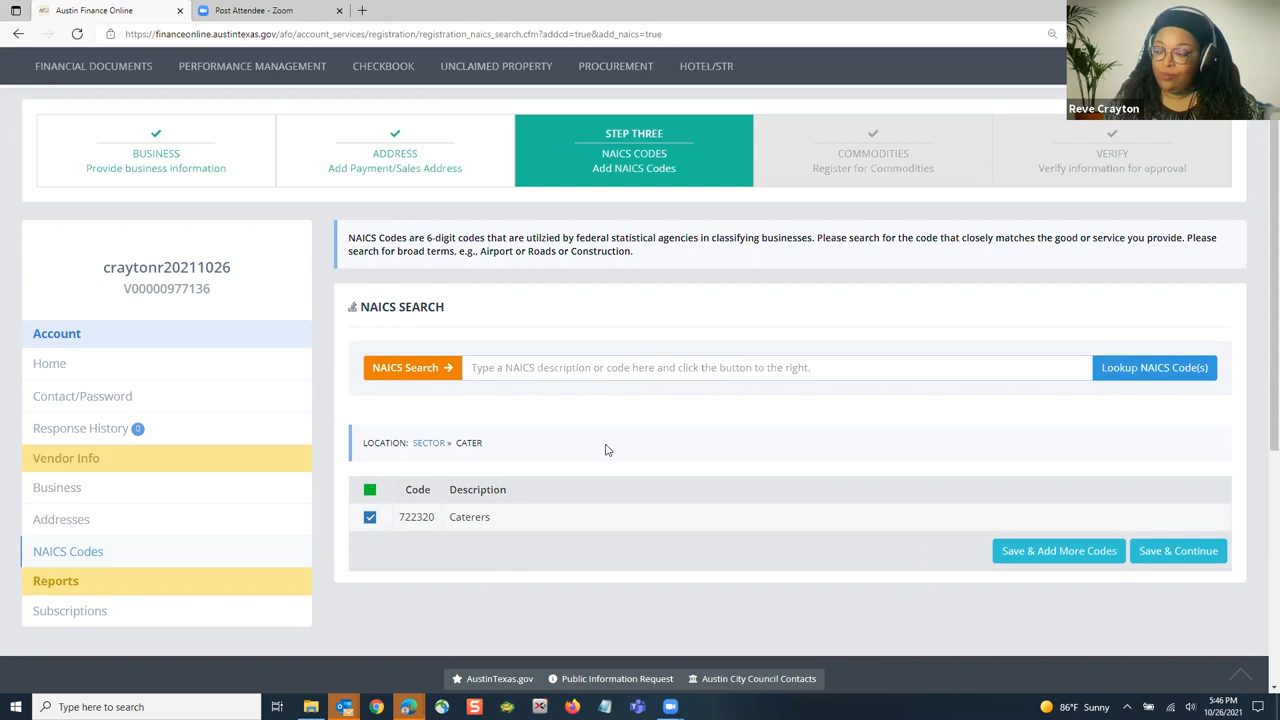 Austin Finance Online
Post Attendee - Zoom
https://financeonline.austintexas.gov/afo/account_services/registration/registration_naics_search.cfm?addcd=true&add_naics=true
FINANCIAL DOCUMENTS PERFORMANCE MANAGEMENT CHECKBOOK UNCLAIMED PROPERTY PROCUREMENT HOTEL/STR
Reve Crayton
BUSINESS
Provide business information
ADDRESS
Add Payment/Sales Address
STEP THREE
NAICS CODES
Add NAICS Codes
COMMODITIES
Register for Commodities
VERIFY
Verify information for approval
craytonr20211026
V00000977136
Account
Home
Contact/Password
Response History 0
Vendor Info
Business
Addresses
NAICS Codes
Reports
Subscriptions
NAICS Codes are 6-digit codes that are utilzied by federal statistical agencies in classifying businesses. Please search for the code that closely matches the good or service you provide. Please
search for broad terms, e.g., Airport or Roads or Construction.
NAICS SEARCH
NAICS Search Type a NAICS description or code here and click the button to the right. Lookup NAICS Code(s)
LOCATION: SECTOR » CATER
Code Description
722320 Caterers
Save & Add More Codes Save & Continue
AustinTexas.gov Public Information Request Austin City Council Contacts
Type here to search
86°F Sunny
5:46 PM
10/26/2021